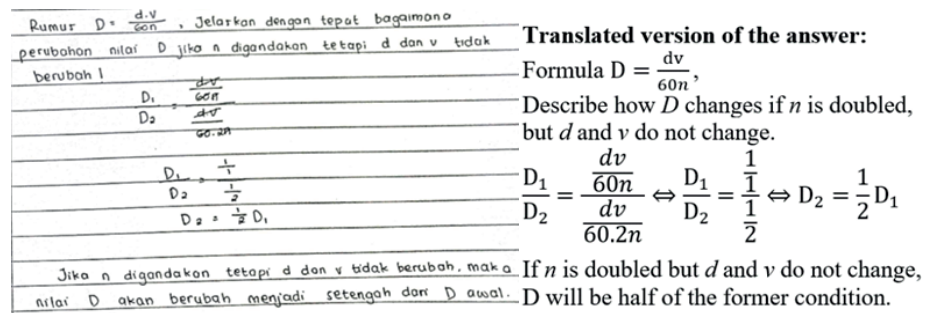 Rumus D = d.v/60n , Jelaskan dengan tepat bagaimana
perubahan nilai D jika n digandakan tetapi d dan v tidak
berubah !
D₁/D₂ = (dv/60n)/(dv/60.2n)
D₁/D₂ = (1/1)/(1/2)
D₂ = 1/2 D₁
Jika n digandakan tetapi d dan v tidak berubah, maka
nilai D akan berubah menjadi setengah dari D awal.
Translated version of the answer:
Formula D = dv/60n ,
Describe how D changes if n is doubled,
but d and v do not change.
D₁/D₂ = (dv/60n)/(dv/60.2n) ⇔ D₁/D₂ = (1/1)/(1/2) ⇔ D₂ = 1/2 D₁
If n is doubled but d and v do not change,
D will be half of the former condition.